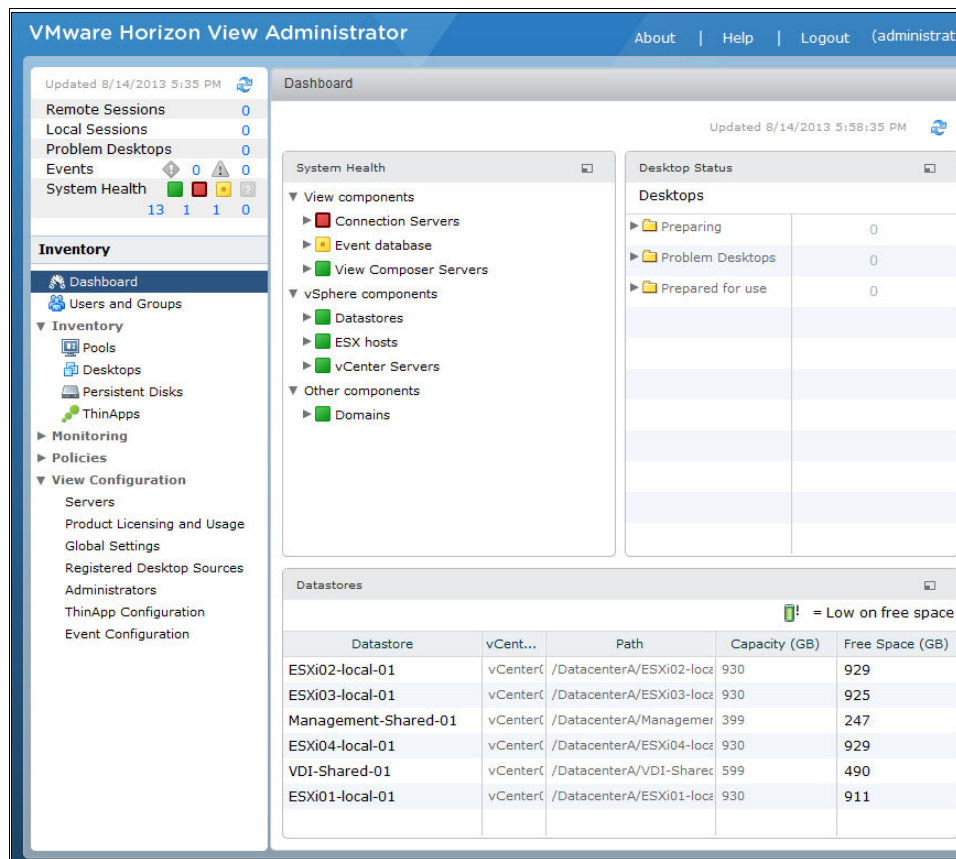 VMware Horizon View Administrator
About | Help | Logout (administrat
Updated 8/14/2013 5:35 PM
Remote Sessions 0
Local Sessions 0
Problem Desktops 0
Events 0 0
System Health
13 1 1 0
Inventory
Dashboard
Users and Groups
Inventory
Pools
Desktops
Persistent Disks
ThinApps
Monitoring
Policies
View Configuration
Servers
Product Licensing and Usage
Global Settings
Registered Desktop Sources
Administrators
ThinApp Configuration
Event Configuration
Dashboard
Updated 8/14/2013 5:58:35 PM
System Health
View components
Connection Servers
Event database
View Composer Servers
vSphere components
Datastores
ESX hosts
vCenter Servers
Other components
Domains
Desktop Status
Desktops
Preparing 0
Problem Desktops 0
Prepared for use 0
Datastores
= Low on free space
Datastore vCent... Path Capacity (GB) Free Space (GB)
ESXi02-local-01 vCenter( /DatacenterA/ESXi02-loca 930 929
ESXi03-local-01 vCenter( /DatacenterA/ESXi03-loca 930 925
Management-Shared-01 vCenter( /DatacenterA/Managemer 399 247
ESXi04-local-01 vCenter( /DatacenterA/ESXi04-loca 930 929
VDI-Shared-01 vCenter( /DatacenterA/VDI-Sharec 599 490
ESXi01-local-01 vCenter( /DatacenterA/ESXi01-loca 930 911